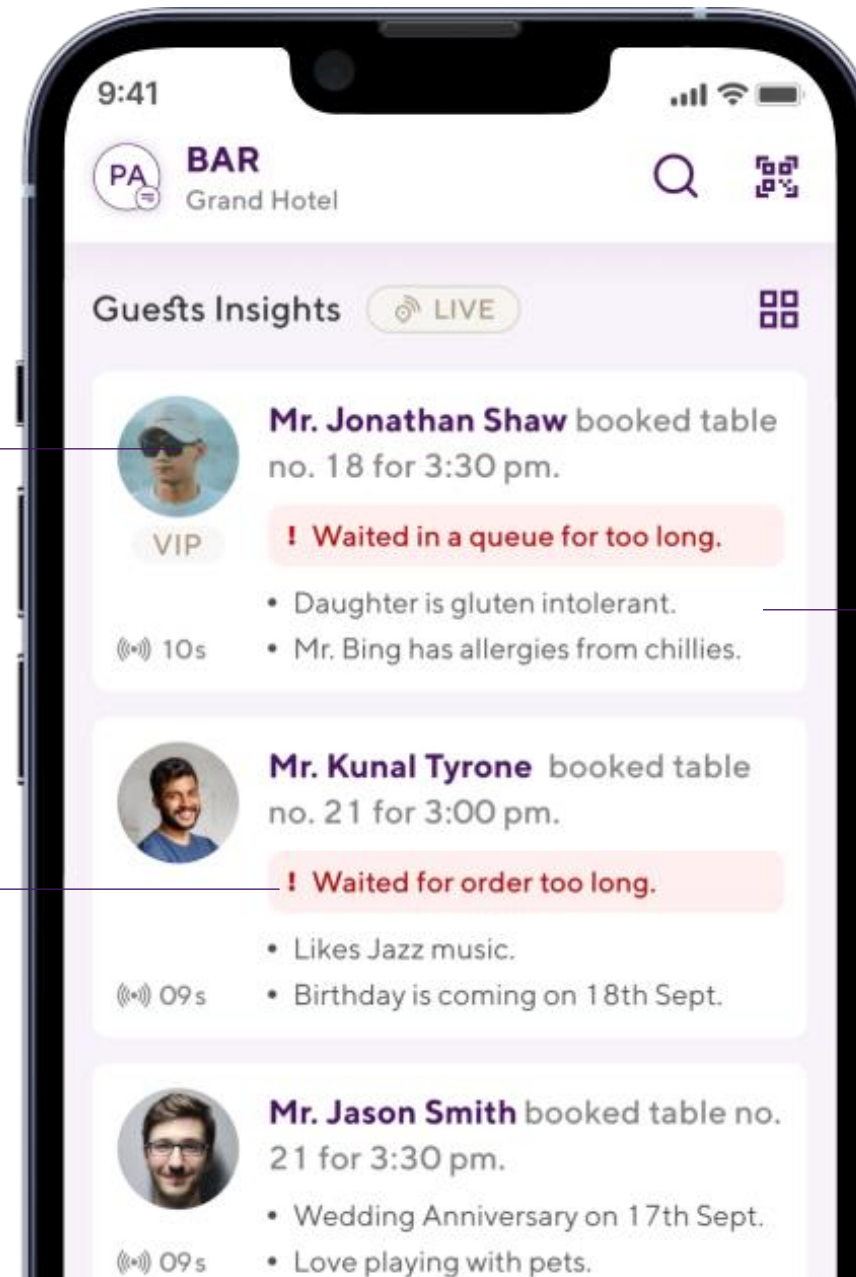 9:41
PA
BAR
Grand Hotel
Guests Insights
LIVE
Mr. Jonathan Shaw booked table
no. 18 for 3:30 pm.
VIP
! Waited in a queue for too long.
• Daughter is gluten intolerant.
10s
• Mr. Bing has allergies from chillies.
Mr. Kunal Tyrone booked table
no. 21 for 3:00 pm.
! Waited for order too long.
• Likes Jazz music.
09s
• Birthday is coming on 18th Sept.
Mr. Jason Smith booked table no.
21 for 3:30 pm.
• Wedding Anniversary on 17th Sept.
09s
• Love playing with pets.